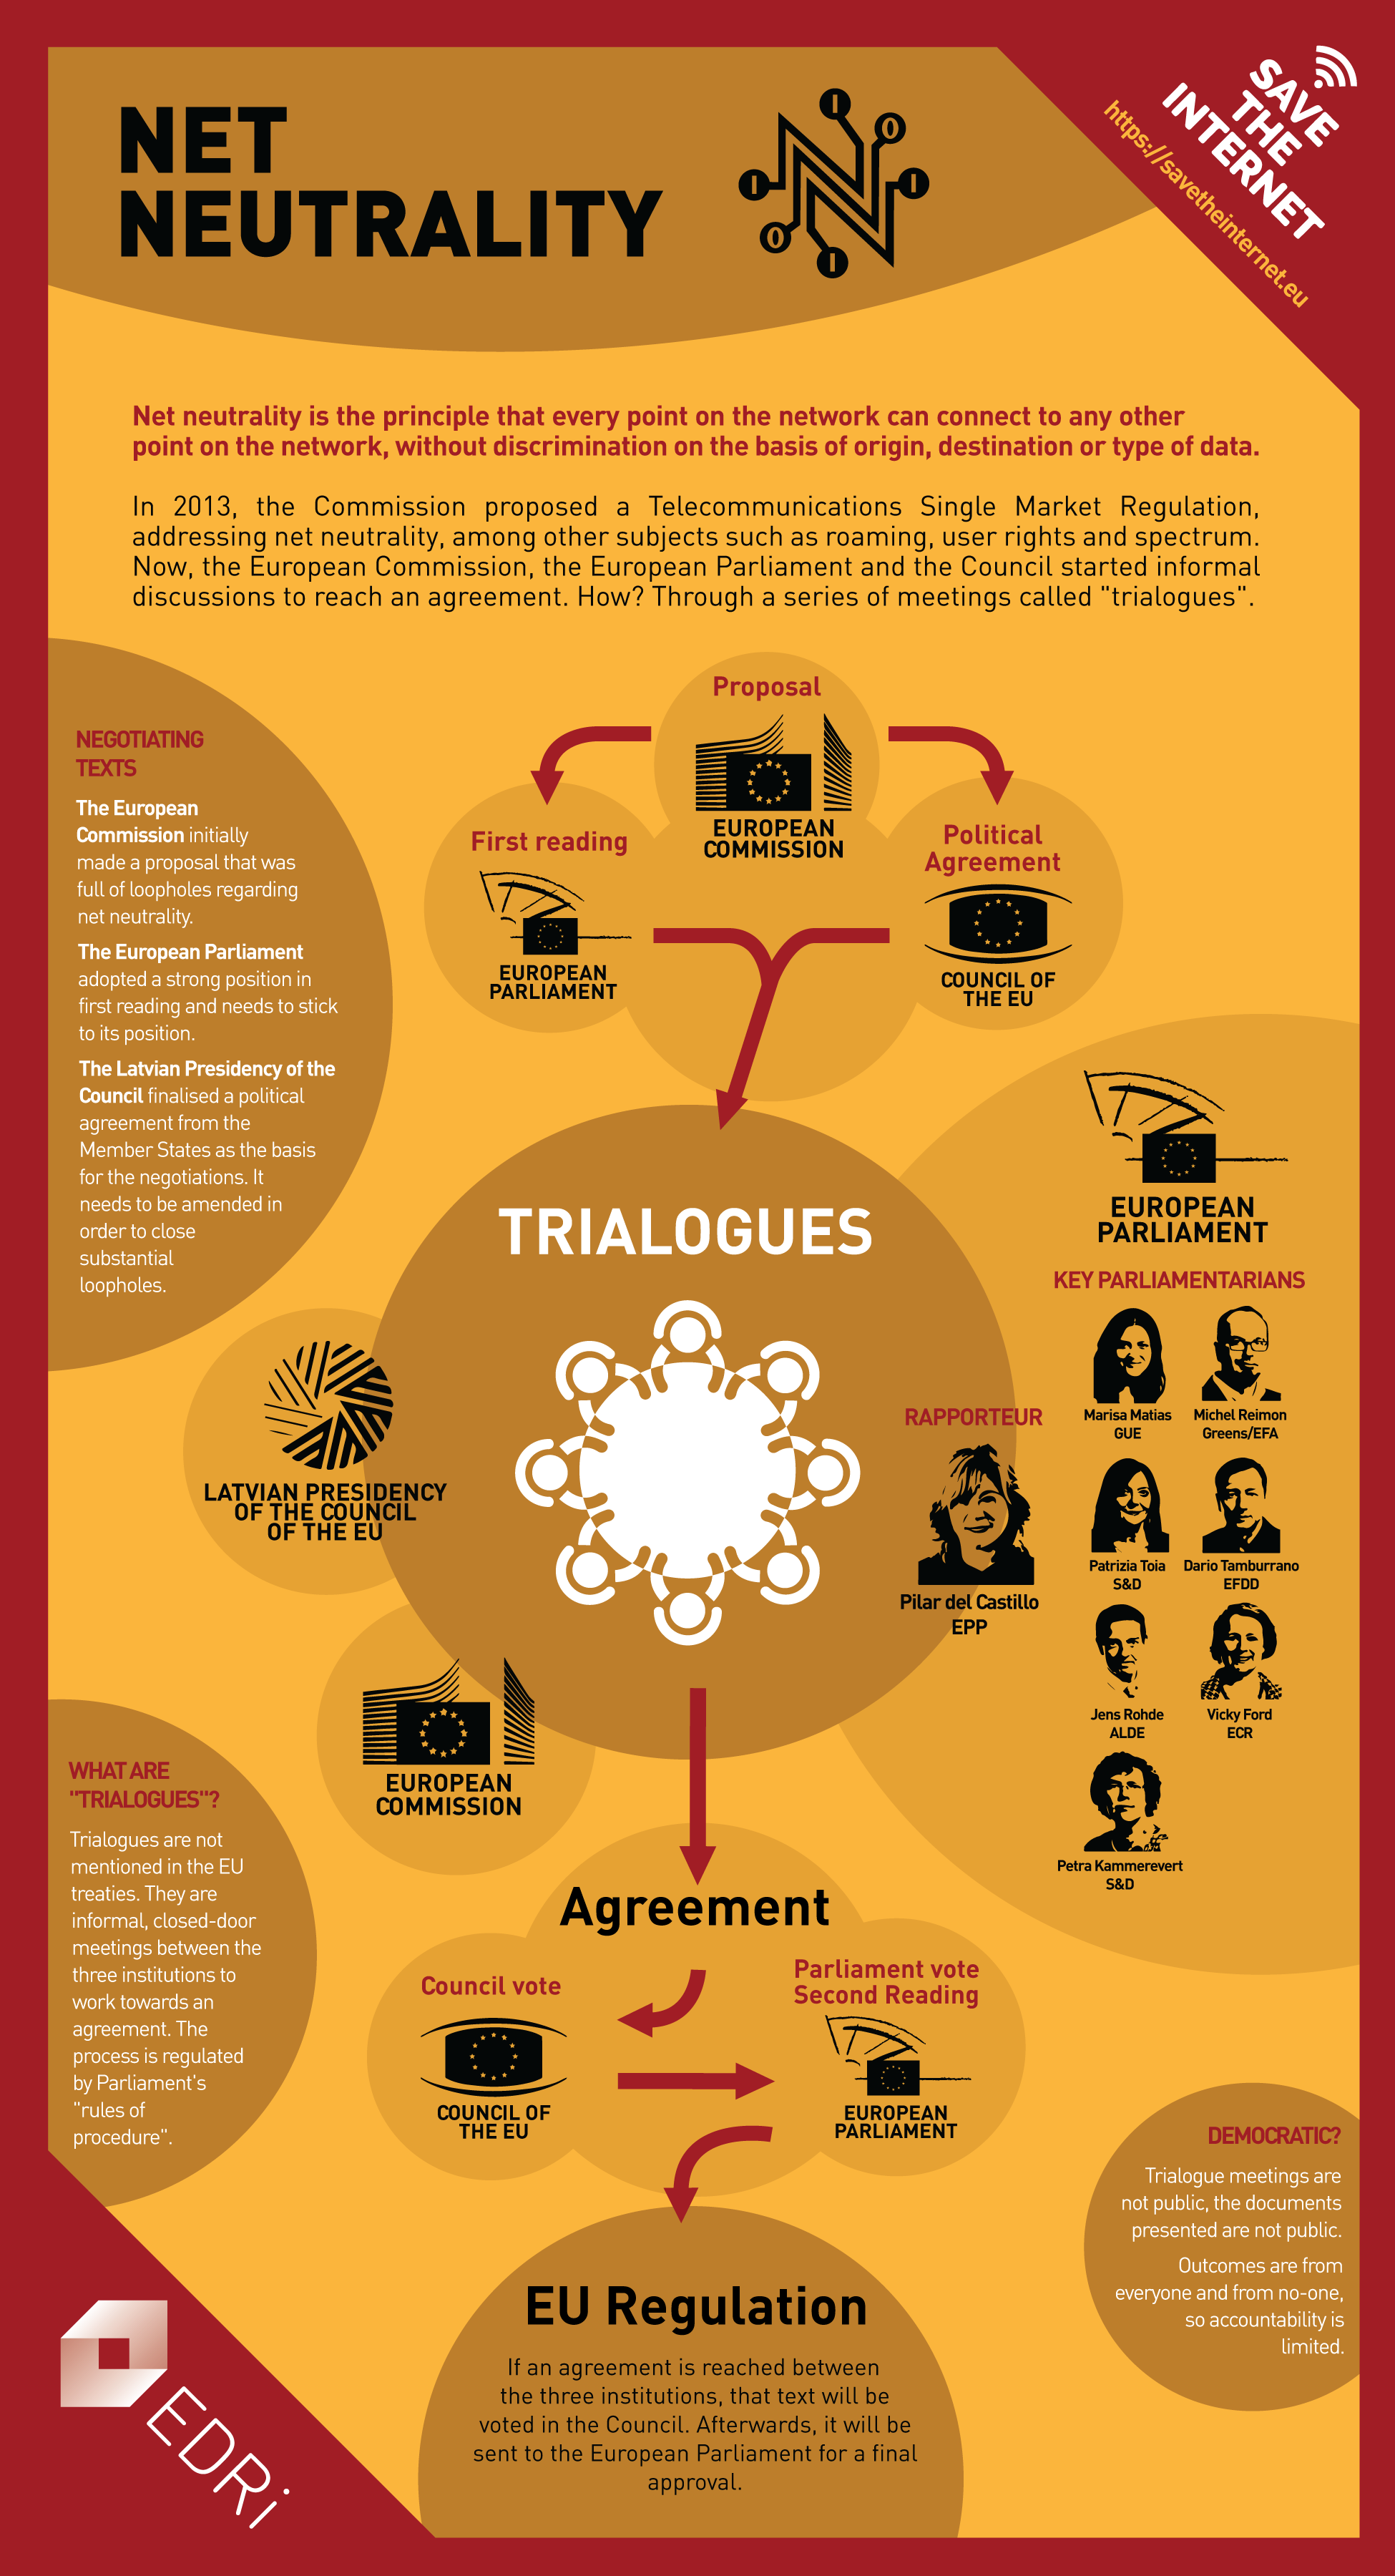 NET
NEUTRALITY
SAVE
THE
INTERNET
https://savetheinternet.eu
Net neutrality is the principle that every point on the network can connect to any other
point on the network, without discrimination on the basis of origin, destination or type of data.
In 2013, the Commission proposed a Telecommunications Single Market Regulation,
addressing net neutrality, among other subjects such as roaming, user rights and spectrum.
Now, the European Commission, the European Parliament and the Council started informal
discussions to reach an agreement. How? Through a series of meetings called "trialogues".
NEGOTIATING
TEXTS
The European
Commission initially
made a proposal that was
full of loopholes regarding
net neutrality.
The European Parliament
adopted a strong position in
first reading and needs to stick
to its position.
The Latvian Presidency of the
Council finalised a political
agreement from the
Member States as the basis
for the negotiations. It
needs to be amended in
order to close
substantial
loopholes.
Proposal
EUROPEAN
COMMISSION
First reading
EUROPEAN
PARLIAMENT
Political
Agreement
COUNCIL OF
THE EU
TRIALOGUES
LATVIAN PRESIDENCY
OF THE COUNCIL
OF THE EU
EUROPEAN
COMMISSION
EUROPEAN
PARLIAMENT
KEY PARLIAMENTARIANS
RAPPORTEUR
Pilar del Castillo
EPP
Marisa Matias
GUE
Michel Reimon
Greens/EFA
Patrizia Toia
S&D
Dario Tamburrano
EFDD
Jens Rohde
ALDE
Vicky Ford
ECR
Petra Kammerevert
S&D
WHAT ARE
"TRIALOGUES"?
Trialogues are not
mentioned in the EU
treaties. They are
informal, closed-door
meetings between the
three institutions to
work towards an
agreement. The
process is regulated
by Parliament's
"rules of
procedure".
Agreement
Council vote
COUNCIL OF
THE EU
Parliament vote
Second Reading
EUROPEAN
PARLIAMENT
DEMOCRATIC?
Trialogue meetings are
not public, the documents
presented are not public.
Outcomes are from
everyone and from no-one,
so accountability is
limited.
EU Regulation
If an agreement is reached between
the three institutions, that text will be
voted in the Council. Afterwards, it will be
sent to the European Parliament for a final
approval.
EDRi